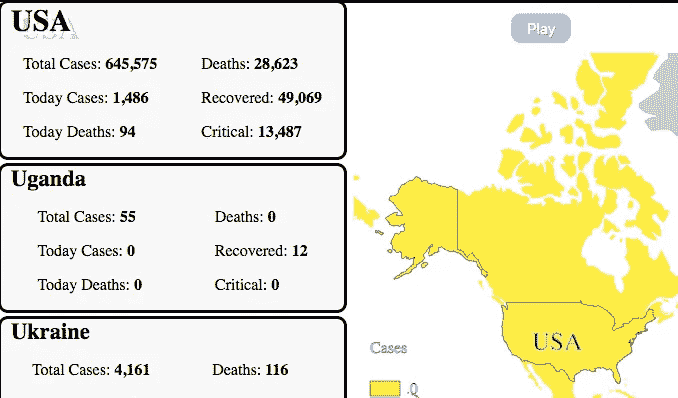 USA
Total Cases: 645,575 Deaths: 28,623
Today Cases: 1,486 Recovered: 49,069
Today Deaths: 94 Critical: 13,487
Uganda
Total Cases: 55 Deaths: 0
Today Cases: 0 Recovered: 12
Today Deaths: 0 Critical: 0
Ukraine
Total Cases: 4,161 Deaths: 116
Play
USA
Cases
0